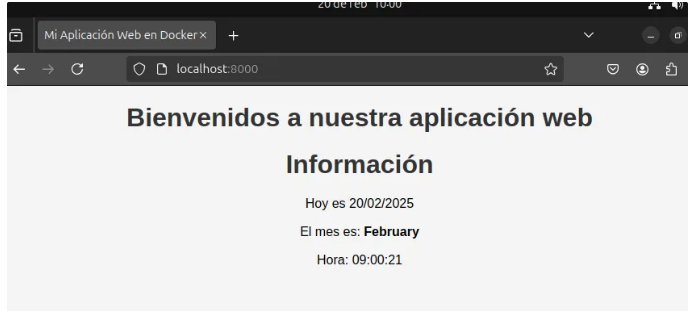 20 de feb 10:00
Mi Aplicación Web en Docker
localhost:8000
Bienvenidos a nuestra aplicación web
Información
Hoy es 20/02/2025
El mes es: February
Hora: 09:00:21